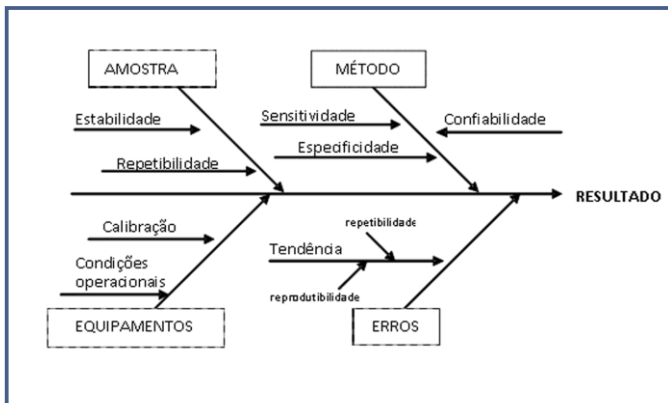 AMOSTRA
MÉTODO
Estabilidade
Sensitividade
Confiabilidade
Especificidade
Repetibilidade
RESULTADO
Calibração
repetibilidade
Tendência
Condições
operacionais
reprodutibilidade
EQUIPAMENTOS
ERROS